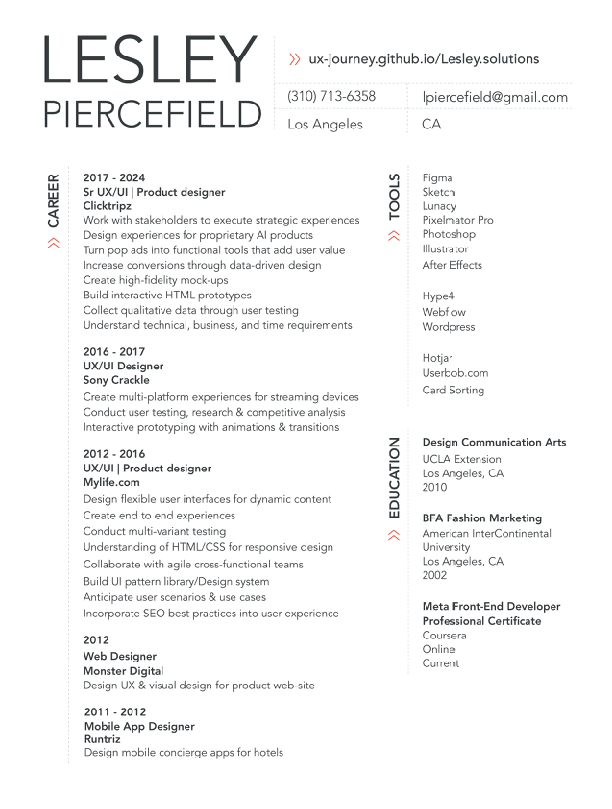 LESLEY
PIERCEFIELD
ux-journey.github.io/Lesley.solutions
(310) 713-6358
lpiercefield@gmail.com
Los Angeles
CA
CAREER
2017 - 2024
Sr UX/UI | Product designer
Clicktripz
Work with stakeholders to execute strategic experiences
Design experiences for proprietary AI products
Turn pop ads into functional tools that add user value
Increase conversions through data-driven design
Create high-fidelity mock-ups
Build interactive HTML prototypes
Collect qualitative data through user testing
Understand technical, business, and time requirements
2016 - 2017
UX/UI Designer
Sony Crackle
Create multi-platform experiences for streaming devices
Conduct user testing, research & competitive analysis
Interactive prototyping with animations & transitions
2012 - 2016
UX/UI | Product designer
Mylife.com
Design flexible user interfaces for dynamic content
Create end to end experiences
Conduct multi-variant testing
Understanding of HTML/CSS for responsive design
Collaborate with agile cross-functional teams
Build UI pattern library/Design system
Anticipate user scenarios & use cases
Incorporate SEO best practices into user experience
2012
Web Designer
Monster Digital
Design UX & visual design for product web-site
2011 - 2012
Mobile App Designer
Runtriz
Design mobile concierge apps for hotels
TOOLS
Figma
Sketch
Lunacy
Pixelmator Pro
Photoshop
Illustrator
After Effects
Hype4
Webflow
Wordpress
Hotjar
Userbob.com
Card Sorting
EDUCATION
Design Communication Arts
UCLA Extension
Los Angeles, CA
2010
BFA Fashion Marketing
American InterContinental
University
Los Angeles, CA
2002
Meta Front-End Developer
Professional Certificate
Coursera
Online
Current